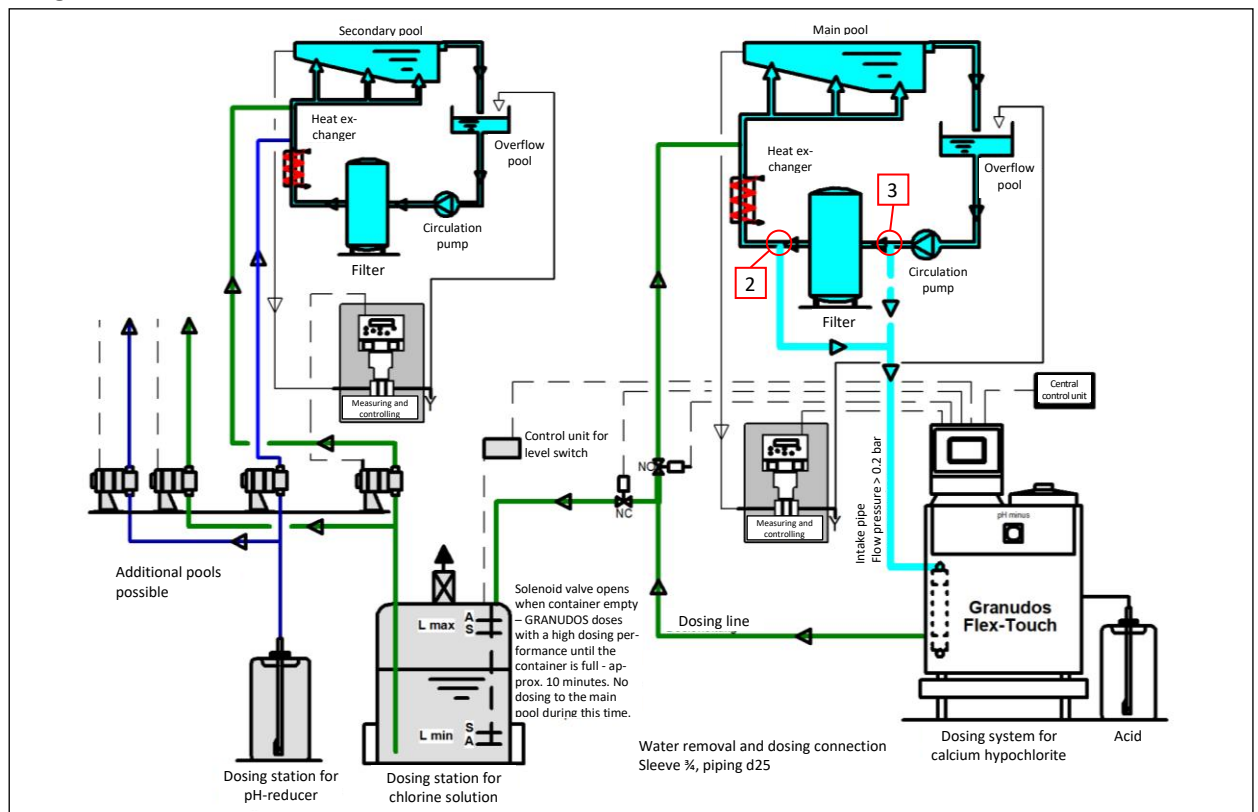 Secondary pool
Main pool
Heat ex-
changer
Overflow
pool
Circulation
pump
Filter
Heat ex-
changer
Overflow
pool
3
2
Circulation
pump
Filter
Measuring and
controlling
Central
control unit
Control unit for
level switch
NC
NC
Measuring and
controlling
Intake pipe
Flow pressure > 0.2 bar
pH minus
Additional pools
possible
Solenoid valve opens
when container empty
– GRANUDOS doses
with a high dosing per-
formance until the
container is full - ap-
prox. 10 minutes. No
dosing to the main
pool during this time.
L max
A
S
L min
S
A
Dosing line
Granudos
Flex-Touch
Water removal and dosing connection
Sleeve ¾, piping d25
Dosing system for
calcium hypochlorite
Acid
Dosing station for
pH-reducer
Dosing station for
chlorine solution